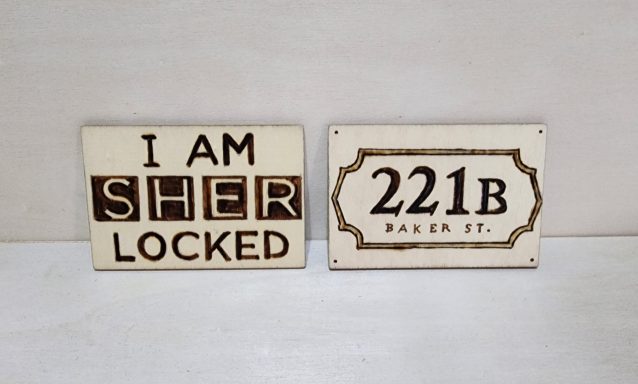 I AM
SHER
LOCKED
221B
BAKER ST.